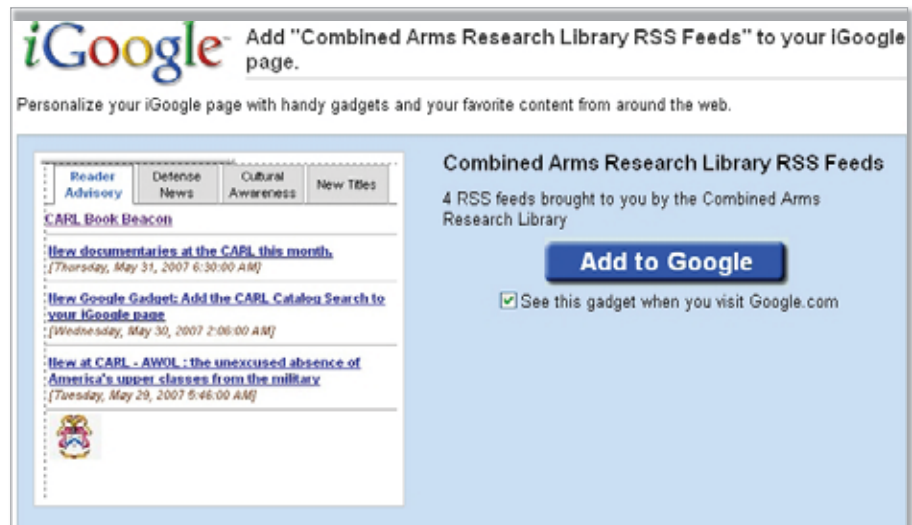 iGoogle Add "Combined Arms Research Library RSS Feeds" to your iGoogle
page.
Personalize your iGoogle page with handy gadgets and your favorite content from around the web.
Reader Advisory
Defense News
Cultural Awareness
New Titles
CARL Book Beacon
New documentaries at the CARL this month.
[Thursday, May 31, 2007 6:30:00 AM]
New Google Gadget: Add the CARL Catalog Search to
your iGoogle page
[Wednesday, May 30, 2007 2:06:00 AM]
New at CARL - AWOL : the unexcused absence of
America's upper classes from the military
[Tuesday, May 29, 2007 5:46:00 AM]
Combined Arms Research Library RSS Feeds
4 RSS feeds brought to you by the Combined Arms
Research Library
Add to Google
See this gadget when you visit Google.com